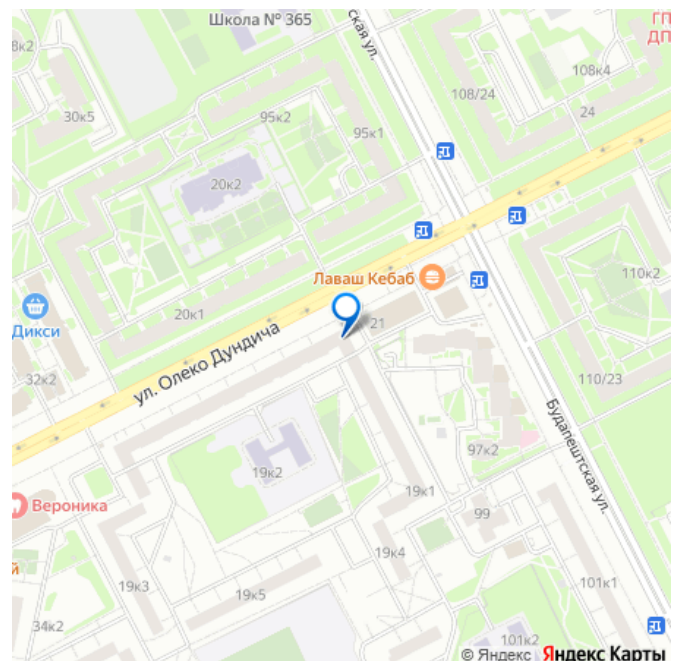 Школа № 365
ская ул.
ГП
ДП
8к2
108к4
108/24
30к5
95к2
24
95к1
20к2
110к2
Лаваш Кебаб
Дикси
20к1
21
ул. Олеко Дундича
32к2
110/23
Будапештская ул.
97к2
19к2
19к1
Вероника
99
19к4
й
19к3
19к5
101к1
34к2
101к2
© Яндекс Яндекс Карты